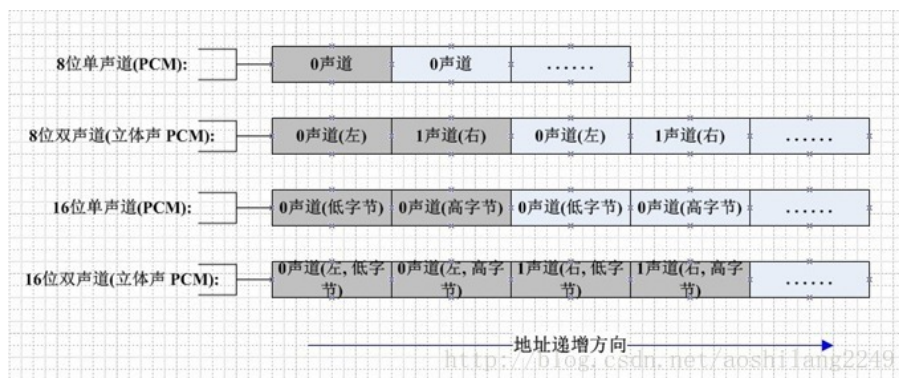 8位单声道(PCM): 0声道 0声道 ......
8位双声道(立体声 PCM): 0声道(左) 1声道(右) 0声道(左) 1声道(右) ......
16位单声道(PCM): 0声道(低字节) 0声道(高字节) 0声道(低字节) 0声道(高字节) ......
16位双声道(立体声 PCM): 0声道(左, 低字节) 0声道(左, 高字节) 1声道(右, 低字节) 1声道(右, 高字节) ......
地址递增方向
http://blog.csdn.net/aoshilang2249